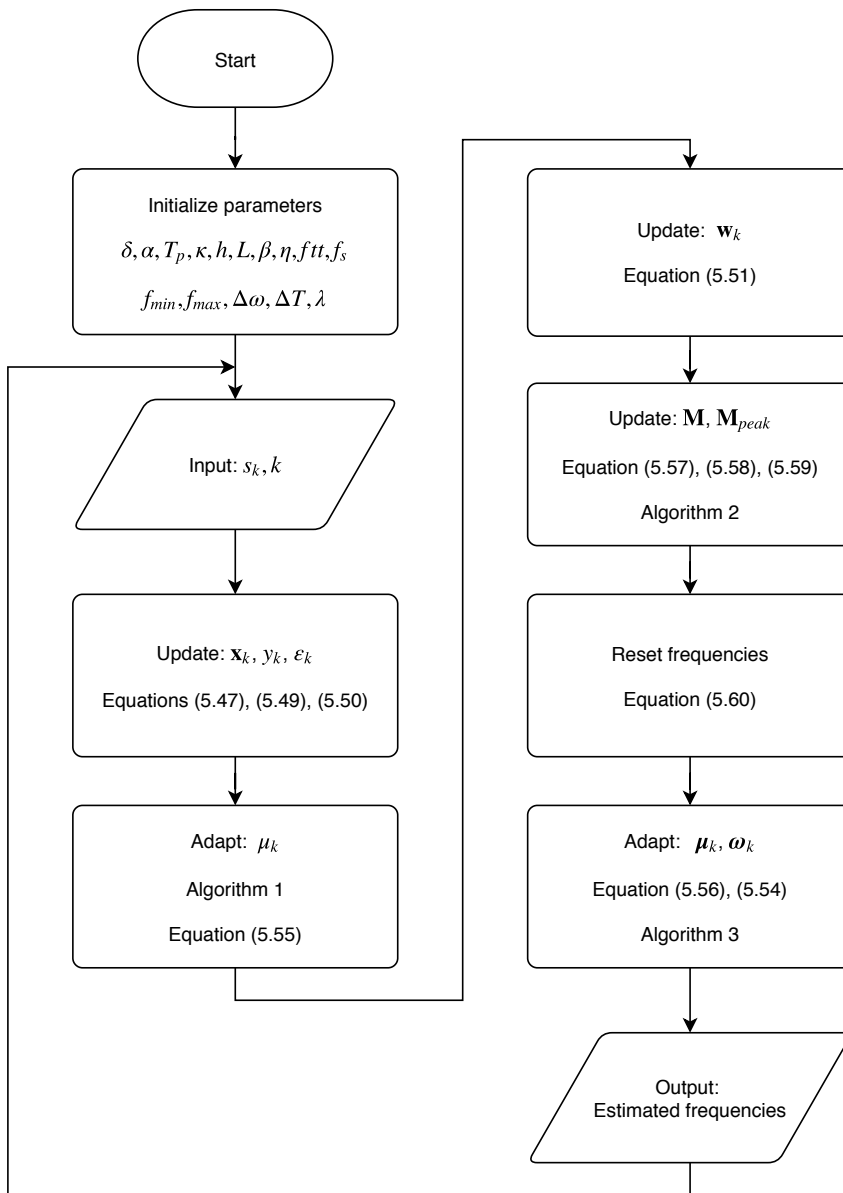 Start
Initialize parameters
δ, α, T_p, κ, h, L, β, η, ftt, f_s
f_min, f_max, Δω, ΔT, λ
Input: s_k, k
Update: x_k, y_k, ε_k
Equations (5.47), (5.49), (5.50)
Adapt: μ_k
Algorithm 1
Equation (5.55)
Update: w_k
Equation (5.51)
Update: M, M_peak
Equation (5.57), (5.58), (5.59)
Algorithm 2
Reset frequencies
Equation (5.60)
Adapt: μ_k, ω_k
Equation (5.56), (5.54)
Algorithm 3
Output:
Estimated frequencies